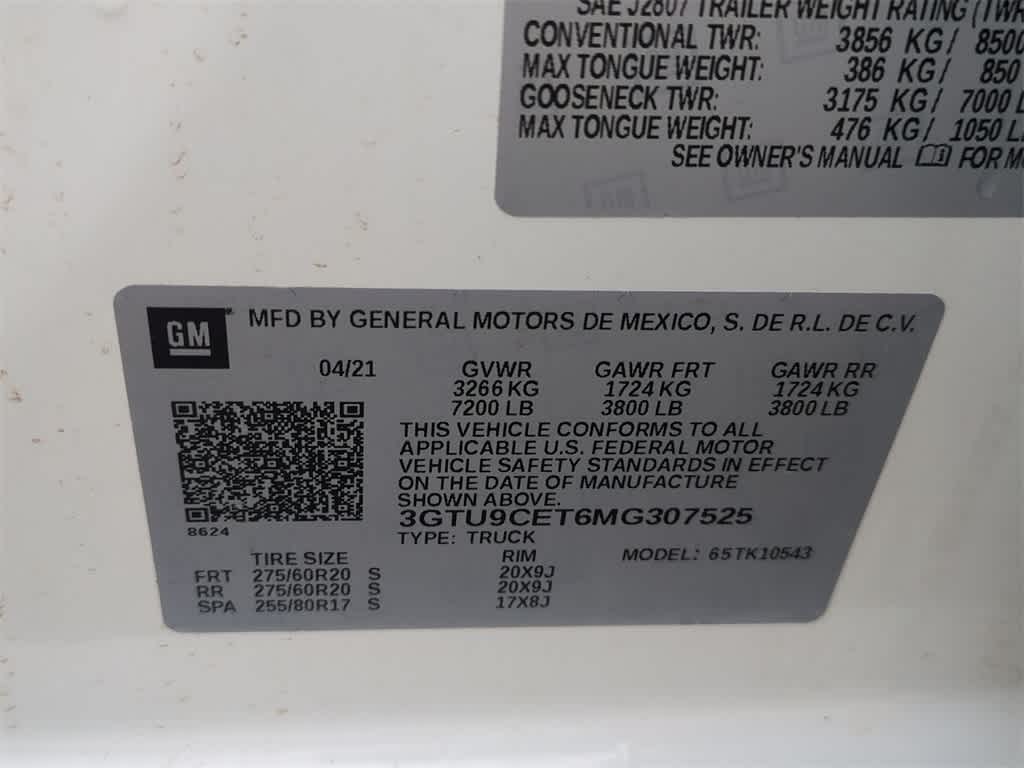 SAE J2807 TRAILER WEIGHT RATING (TWR
CONVENTIONAL TWR: 3856 KG/ 8500
MAX TONGUE WEIGHT: 386 KG/ 850
GOOSENECK TWR: 3175 KG/ 7000 L
MAX TONGUE WEIGHT: 476 KG/ 1050 L
SEE OWNER'S MANUAL FOR M
GM MFD BY GENERAL MOTORS DE MEXICO, S. DE R.L. DE C.V.
04/21 GVWR GAWR FRT GAWR RR
3266 KG 1724 KG 1724 KG
7200 LB 3800 LB 3800 LB
THIS VEHICLE CONFORMS TO ALL
APPLICABLE U.S. FEDERAL MOTOR
VEHICLE SAFETY STANDARDS IN EFFECT
ON THE DATE OF MANUFACTURE
SHOWN ABOVE.
3GTU9CET6MG307525
8624
TYPE: TRUCK
TIRE SIZE RIM MODEL: 65TK10543
FRT 275/60R20 S 20X9J
RR 275/60R20 S 20X9J
SPA 255/80R17 S 17X8J